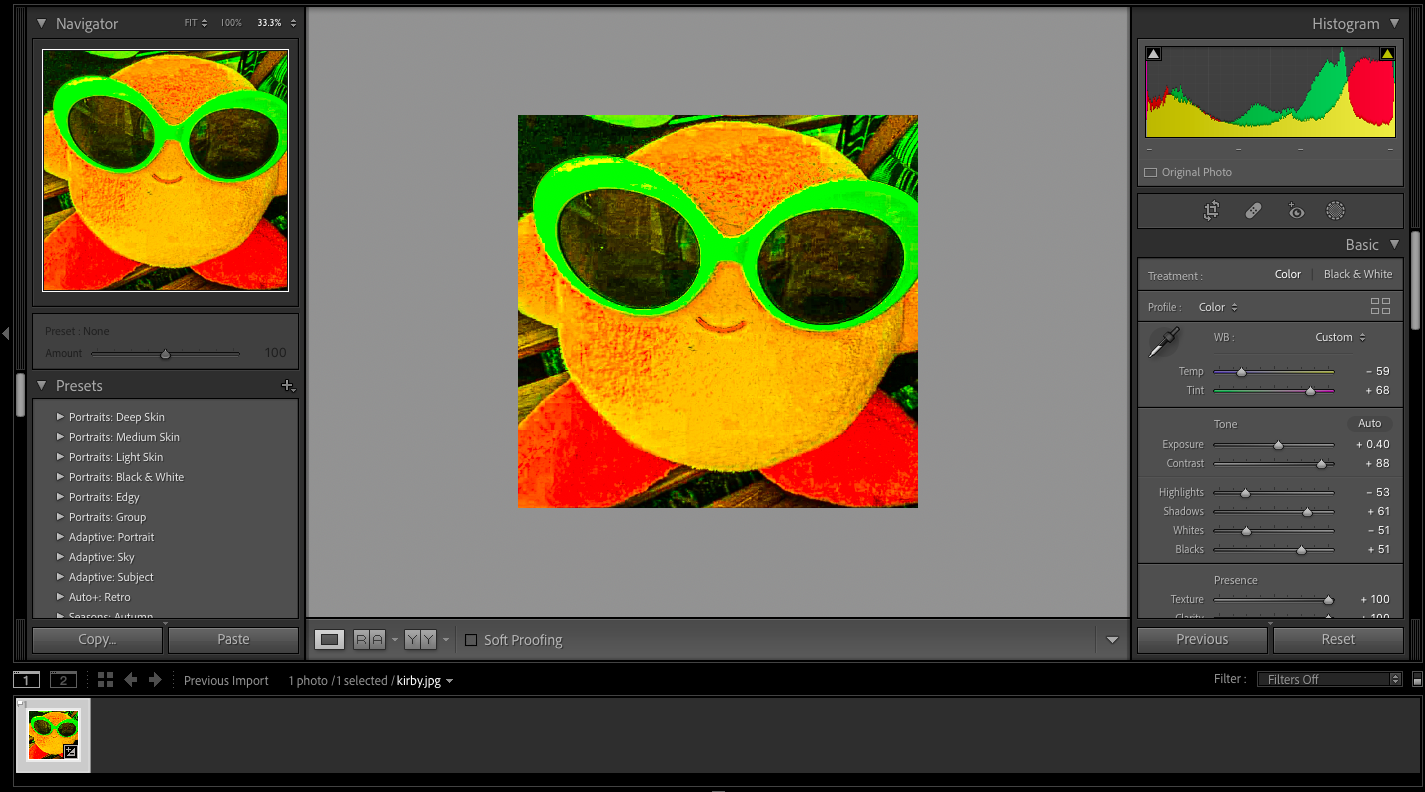 Navigator
FIT 100% 33.3%
Preset : None
Amount 100
Presets
Portraits: Deep Skin
Portraits: Medium Skin
Portraits: Light Skin
Portraits: Black & White
Portraits: Edgy
Portraits: Group
Adaptive: Portrait
Adaptive: Sky
Adaptive: Subject
Auto+: Retro
Seasons: Autumn
Copy... Paste
R A Y Y Soft Proofing
Histogram
Original Photo
Basic
Treatment : Color Black & White
Profile : Color
WB : Custom
Temp – 59
Tint + 68
Tone Auto
Exposure + 0.40
Contrast + 88
Highlights – 53
Shadows + 61
Whites – 51
Blacks + 51
Presence
Texture + 100
Clarity + 100
Previous Reset
1 2 Previous Import 1 photo / 1 selected / kirby.jpg Filter : Filters Off